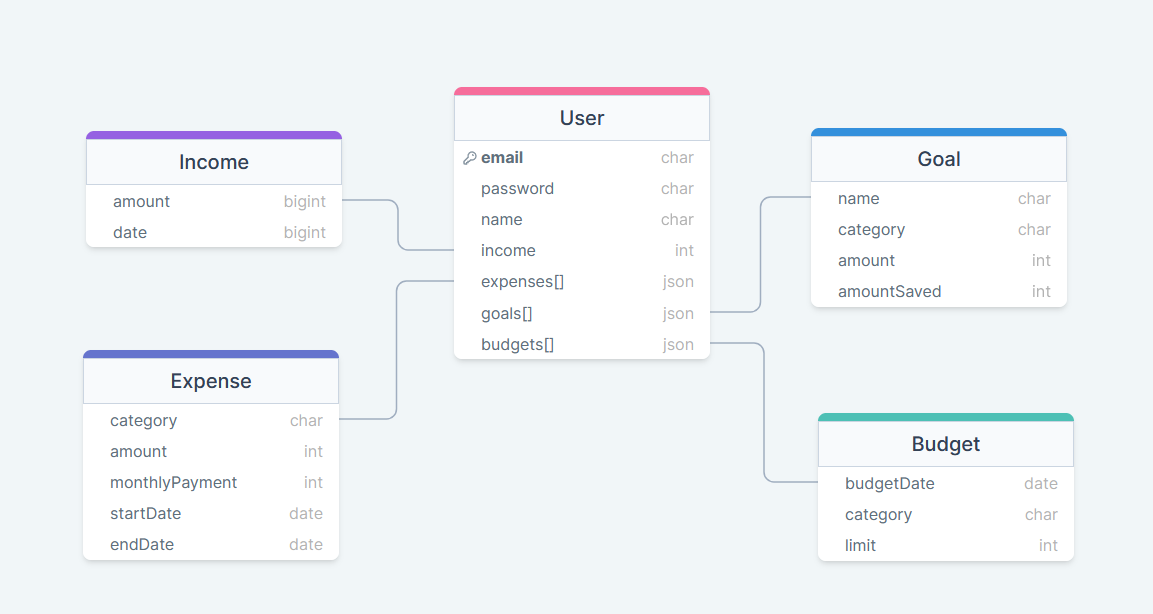 User
email char
password char
name char
income int
expenses[] json
goals[] json
budgets[] json
Income
amount bigint
date bigint
Goal
name char
category char
amount int
amountSaved int
Expense
category char
amount int
monthlyPayment int
startDate date
endDate date
Budget
budgetDate date
category char
limit int